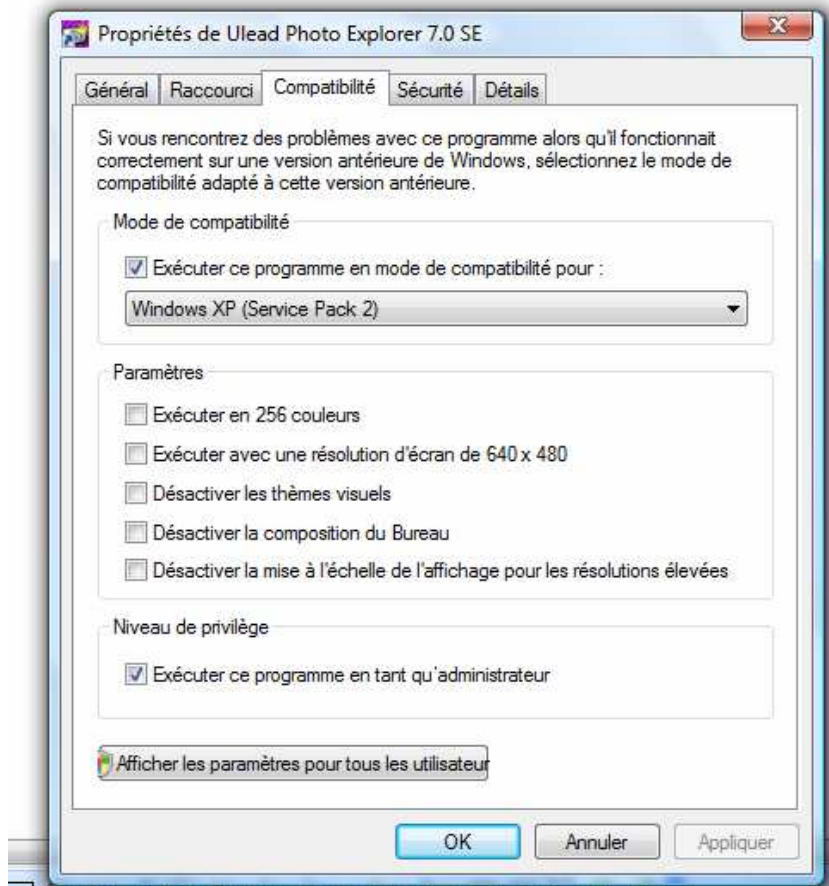 Propriétés de Ulead Photo Explorer 7.0 SE
Général Raccourci Compatibilité Sécurité Détails
Si vous rencontrez des problèmes avec ce programme alors qu'il fonctionnait
correctement sur une version antérieure de Windows, sélectionnez le mode de
compatibilité adapté à cette version antérieure.
Mode de compatibilité
Exécuter ce programme en mode de compatibilité pour :
Windows XP (Service Pack 2)
Paramètres
Exécuter en 256 couleurs
Exécuter avec une résolution d'écran de 640 x 480
Désactiver les thèmes visuels
Désactiver la composition du Bureau
Désactiver la mise à l'échelle de l'affichage pour les résolutions élevées
Niveau de privilège
Exécuter ce programme en tant qu'administrateur
Afficher les paramètres pour tous les utilisateur
OK Annuler Appliquer